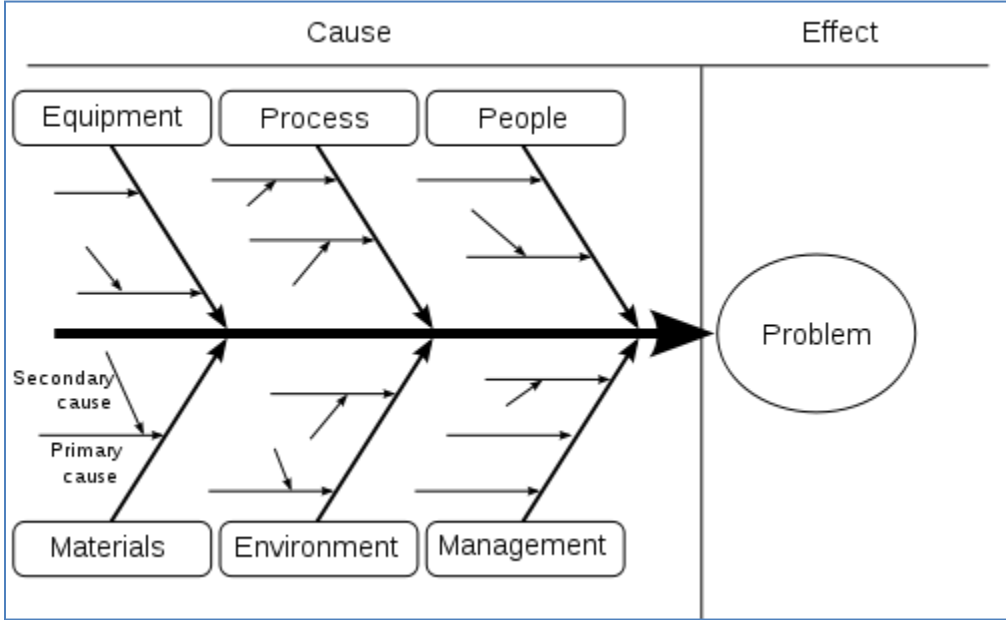 Cause
Effect
Equipment
Process
People
Problem
Secondary
cause
Primary
cause
Materials
Environment
Management